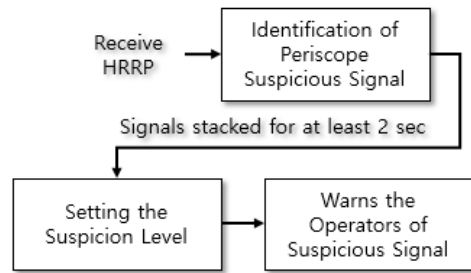 Receive
HRRP
Identification of
Periscope
Suspicious Signal
Signals stacked for at least 2 sec
Setting the
Suspicion Level
Warns the
Operators of
Suspicious Signal